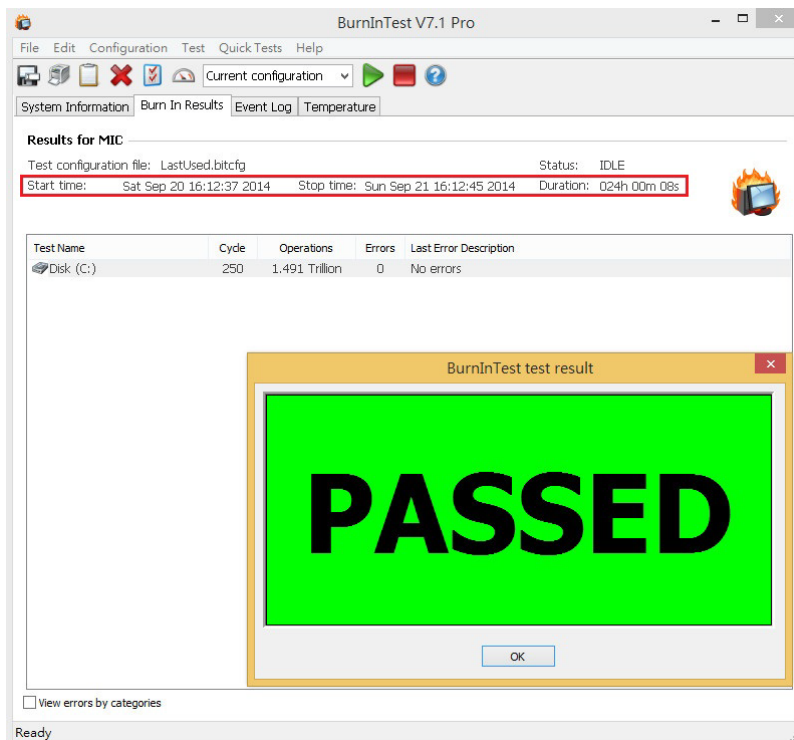 BurnInTest V7.1 Pro
File Edit Configuration Test Quick Tests Help
Current configuration
System Information Burn In Results Event Log Temperature
Results for MIC
Test configuration file: LastUsed.bitcfg Status: IDLE
Start time: Sat Sep 20 16:12:37 2014 Stop time: Sun Sep 21 16:12:45 2014 Duration: 024h 00m 08s
Test Name Cycle Operations Errors Last Error Description
Disk (C:) 250 1.491 Trillion 0 No errors
BurnInTest test result
PASSED
OK
View errors by categories
Ready